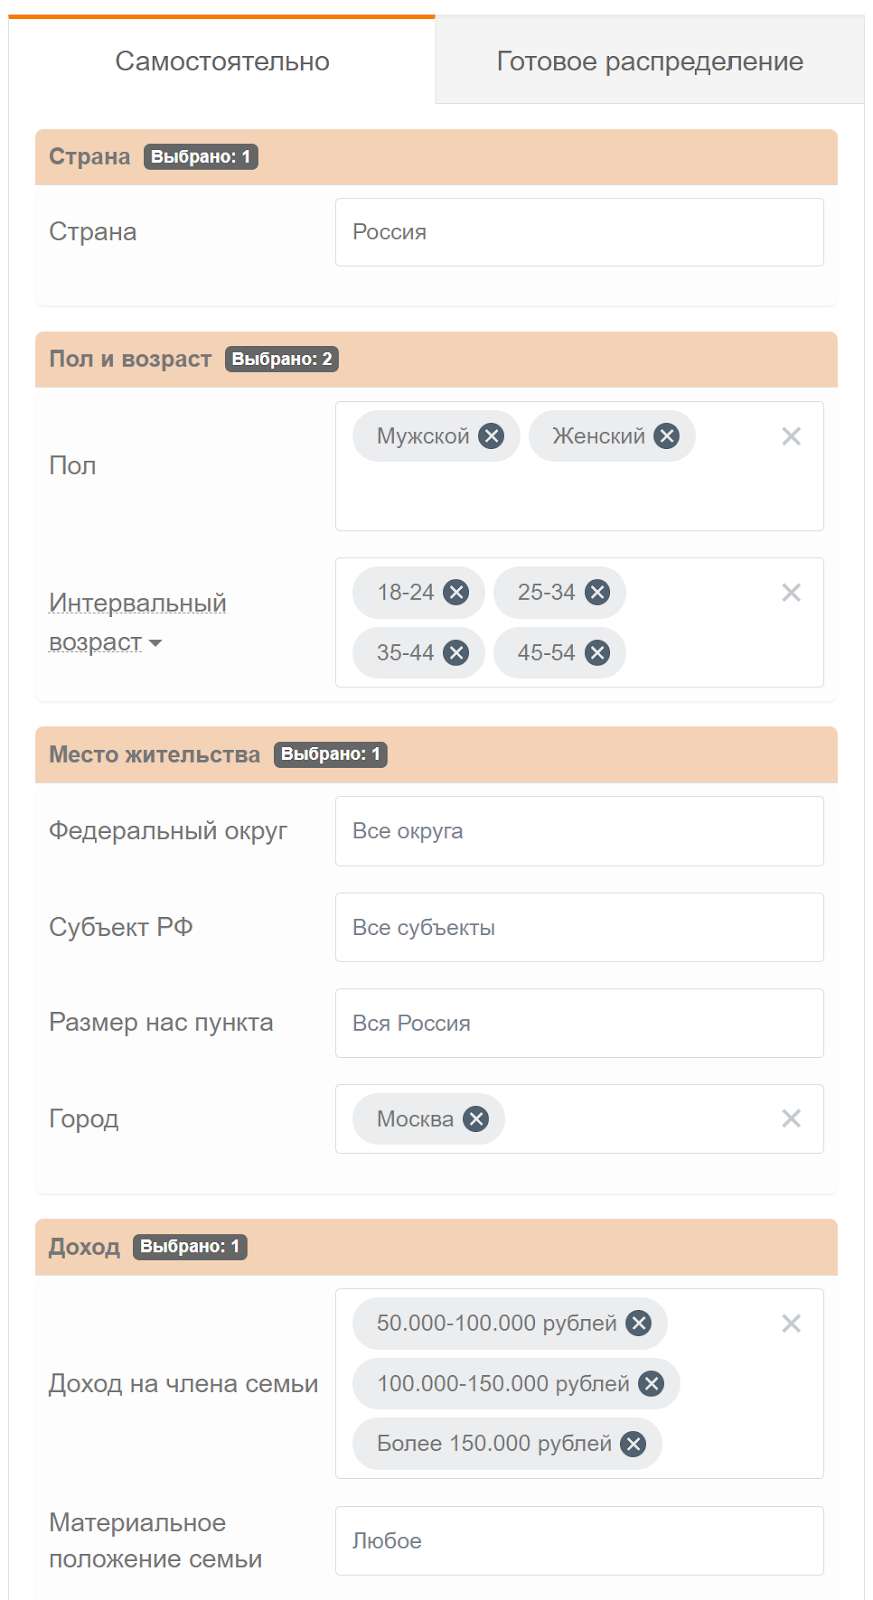 Самостоятельно Готовое распределение
Страна Выбрано: 1
Страна Россия
Пол и возраст Выбрано: 2
Пол Мужской Женский
Интервальный возраст 18-24 25-34
35-44 45-54
Место жительства Выбрано: 1
Федеральный округ Все округа
Субъект РФ Все субъекты
Размер нас пункта Вся Россия
Город Москва
Доход Выбрано: 1
Доход на члена семьи 50.000-100.000 рублей
100.000-150.000 рублей
Более 150.000 рублей
Материальное
положение семьи Любое